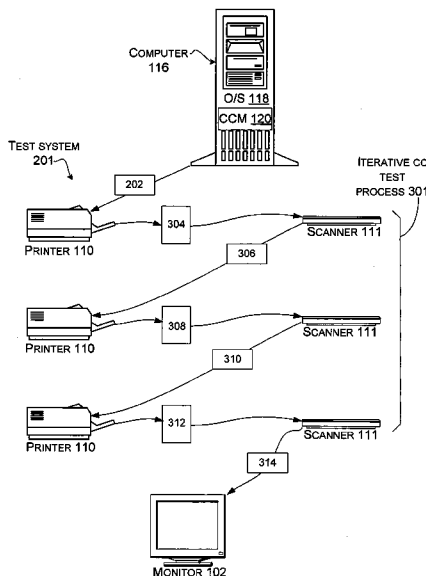 COMPUTER
116
O/S 118
CCM 120
TEST SYSTEM
201
202
ITERATIVE CO
TEST
PROCESS 301
304
PRINTER 110
SCANNER 111
306
308
PRINTER 110
SCANNER 111
310
312
PRINTER 110
SCANNER 111
314
MONITOR 102